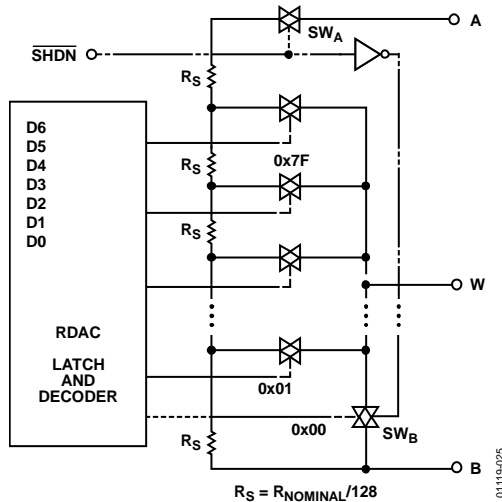 A
SW_A
SHDN
R_S
D6
D5
D4
D3
D2
D1
D0
0x7F
R_S
R_S
W
RDAC
LATCH
AND
DECODER
0x01
0x00
SW_B
R_S
B
R_S = R_NOMINAL/128
01119-025